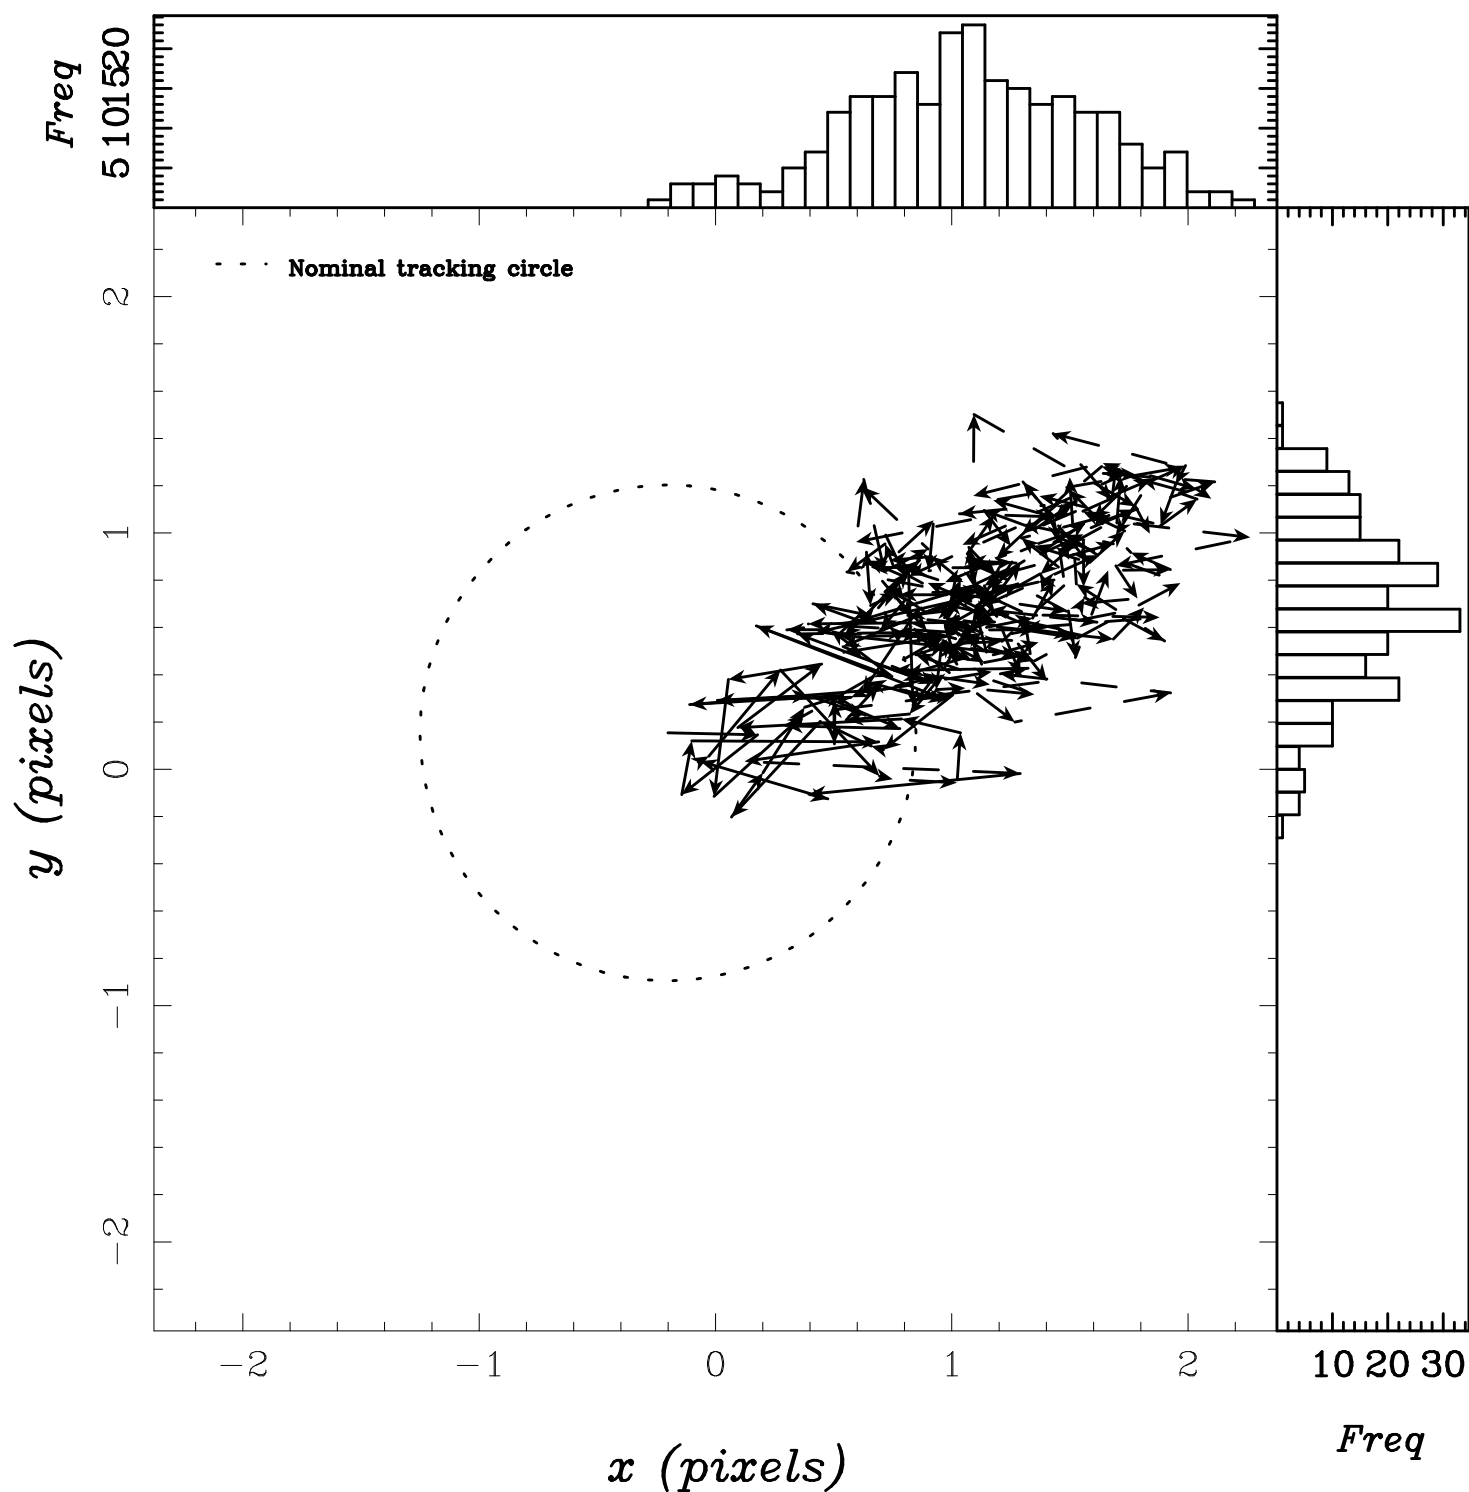 Freq
5 10 15 20
Nominal tracking circle
2
1
0
-1
-2
y (pixels)
-2 -1 0 1 2
10 20 30
x (pixels)
Freq